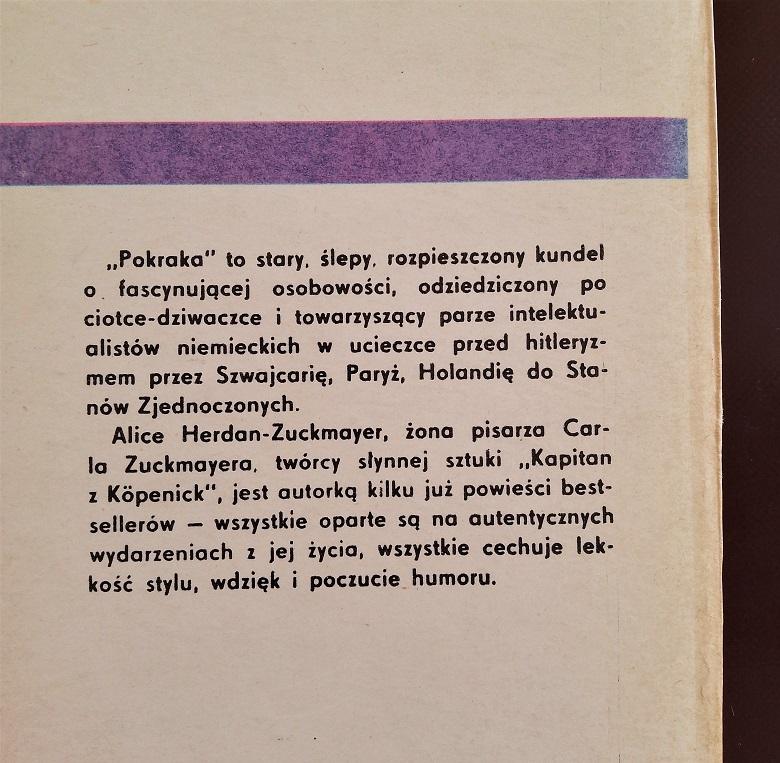 „Pokraka" to stary, ślepy, rozpieszczony kundel
o fascynującej osobowości, odziedziczony po
ciotce-dziwaczce i towarzyszący parze intelektu-
alistów niemieckich w ucieczce przed hitleryz-
mem przez Szwajcarię, Paryż, Holandię do Sta-
nów Zjednoczonych.
Alice Herdan-Zuckmayer, żona pisarza Car-
la Zuckmayera, twórcy słynnej sztuki „Kapitan
z Köpenick", jest autorką kilku już powieści best-
sellerów — wszystkie oparte są na autentycznych
wydarzeniach z jej życia, wszystkie cechuje lek-
kość stylu, wdzięk i poczucie humoru.